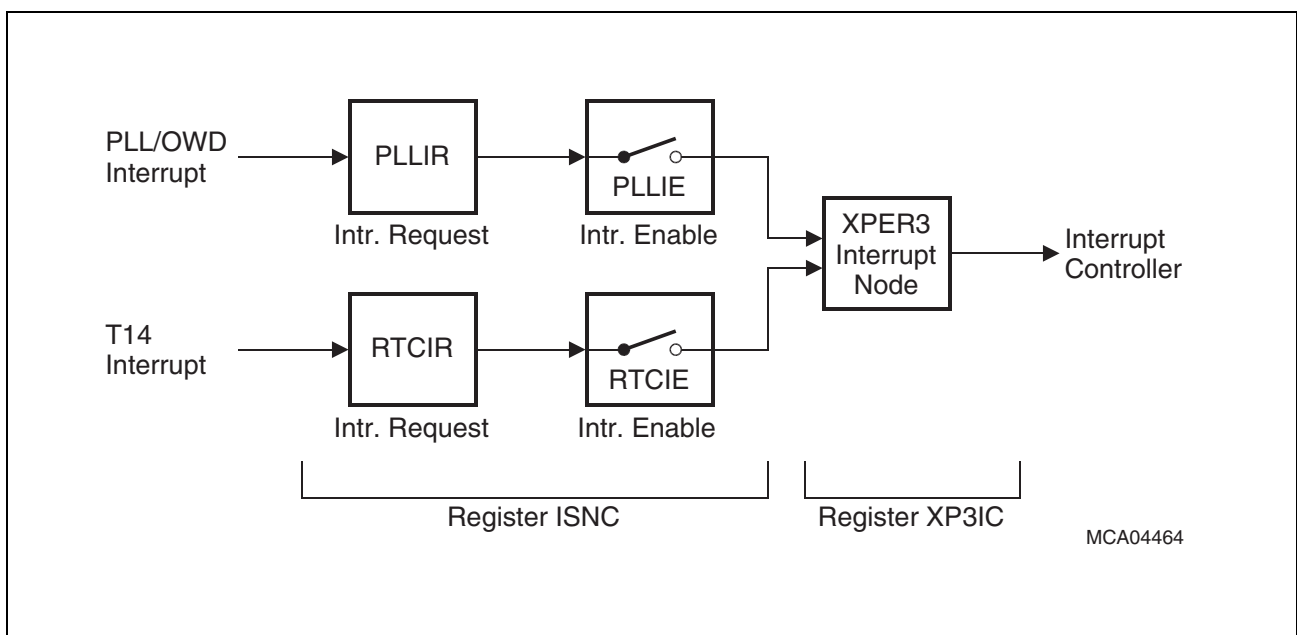 PLL/OWD
Interrupt
PLLIR
Intr. Request
PLLIE
Intr. Enable
T14
Interrupt
RTCIR
Intr. Request
RTCIE
Intr. Enable
XPER3
Interrupt
Node
Interrupt
Controller
Register ISNC
Register XP3IC
MCA04464